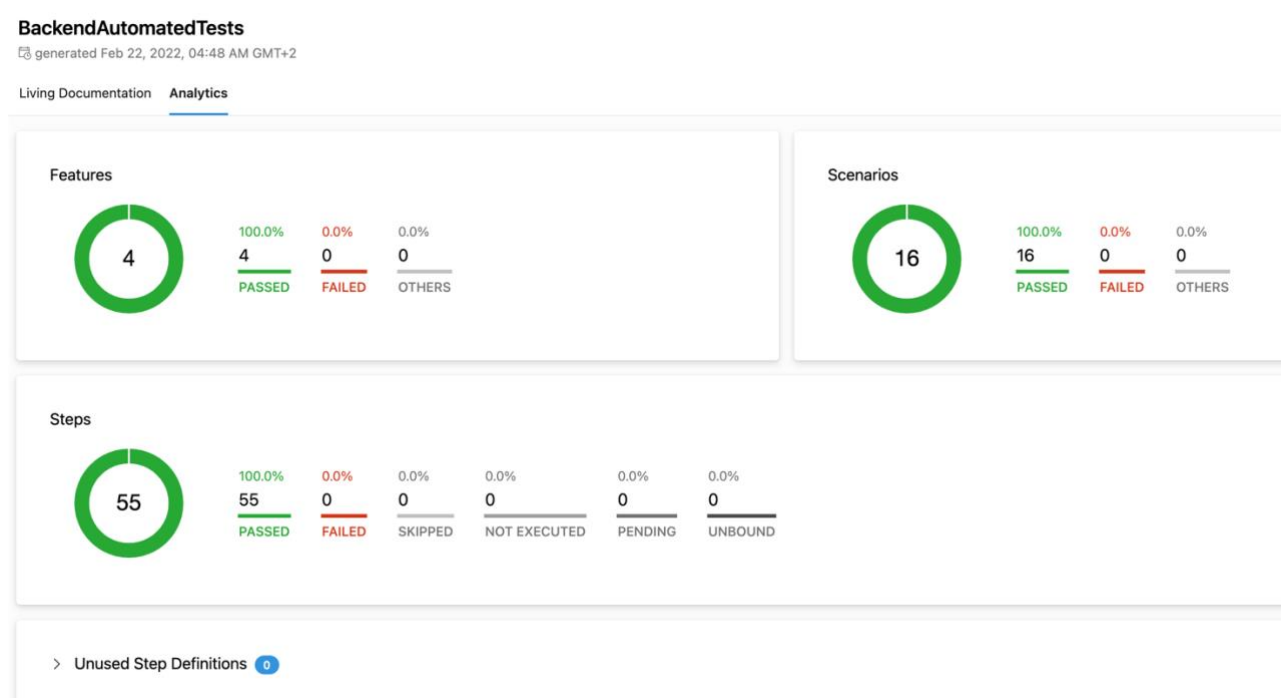 BackendAutomatedTests
generated Feb 22, 2022, 04:48 AM GMT+2
Living Documentation Analytics
Features
4
100.0% 0.0% 0.0%
4 0 0
PASSED FAILED OTHERS
Scenarios
16
100.0% 0.0% 0.0%
16 0 0
PASSED FAILED OTHERS
Steps
55
100.0% 0.0% 0.0% 0.0% 0.0% 0.0%
55 0 0 0 0 0
PASSED FAILED SKIPPED NOT EXECUTED PENDING UNBOUND
Unused Step Definitions 0